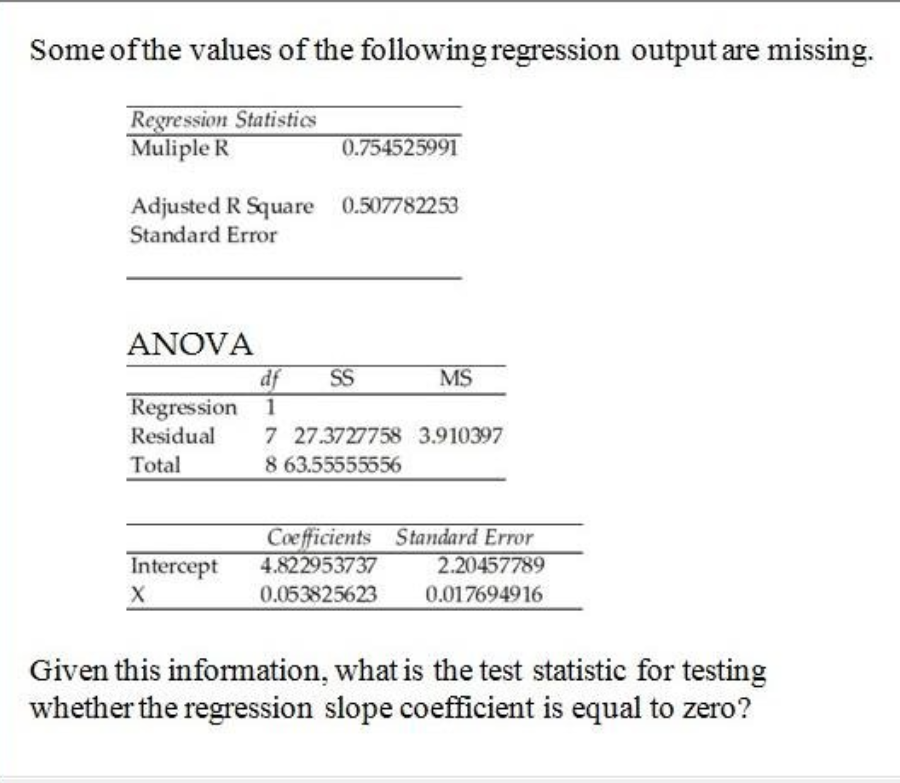 Some of the values of the following regression output are missing.
Regression Statistics
Muliple R 0.754525991
Adjusted R Square 0.507782253
Standard Error
ANOVA
df SS MS
Regression 1
Residual 7 27.3727758 3.910397
Total 8 63.55555556
Coefficients Standard Error
Intercept 4.822953737 2.20457789
X 0.053825623 0.017694916
Given this information, what is the test statistic for testing
whether the regression slope coefficient is equal to zero?